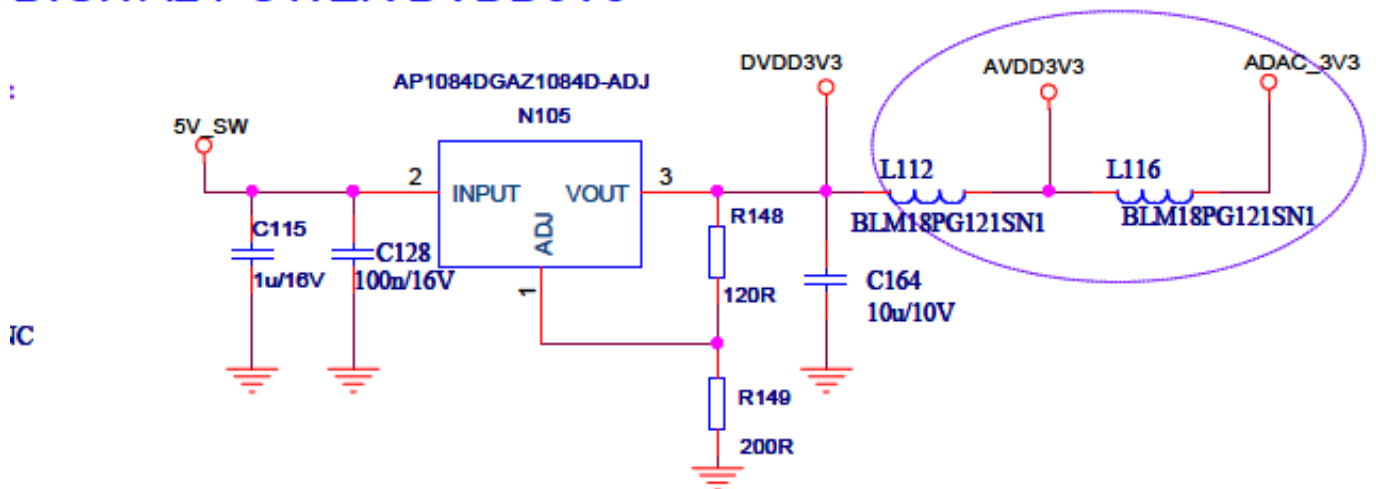 DVDD3V3
AVDD3V3
ADAC_3V3
AP1084DGAZ1084D-ADJ
N105
5V_SW
2
INPUT
VOUT
3
ADJ
1
L112
BLM18PG121SN1
L116
BLM18PG121SN1
C115
1u/16V
C128
100n/16V
R148
120R
C164
10u/10V
R149
200R